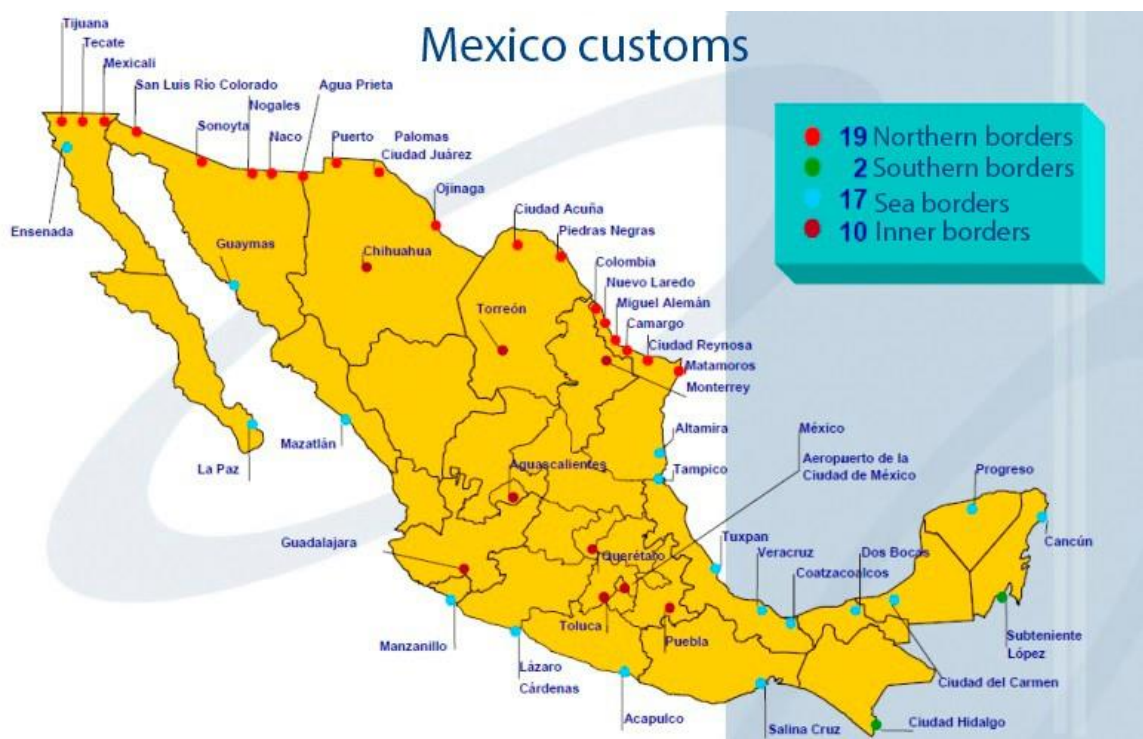 Mexico customs
Tijuana
Tecate
Mexicali
San Luis Río Colorado
Agua Prieta
Nogales
Sonoyta
Naco
Puerto
Palomas
Ciudad Juárez
Ojinaga
19 Northern borders
2 Southern borders
17 Sea borders
10 Inner borders
Ensenada
Guaymas
Chihuahua
Ciudad Acuña
Piedras Negras
Colombia
Nuevo Laredo
Miguel Alemán
Camargo
Ciudad Reynosa
Matamoros
Monterrey
Torreón
La Paz
Mazatlán
Altamira
Tampico
México
Aeropuerto de la
Ciudad de México
Aguascalientes
Progreso
Cancún
Guadalajara
Querétaro
Tuxpan
Veracruz
Dos Bocas
Coatzacoalcos
Manzanillo
Toluca
Puebla
Subteniente
López
Lázaro
Cárdenas
Ciudad del Carmen
Acapulco
Salina Cruz
Ciudad Hidalgo